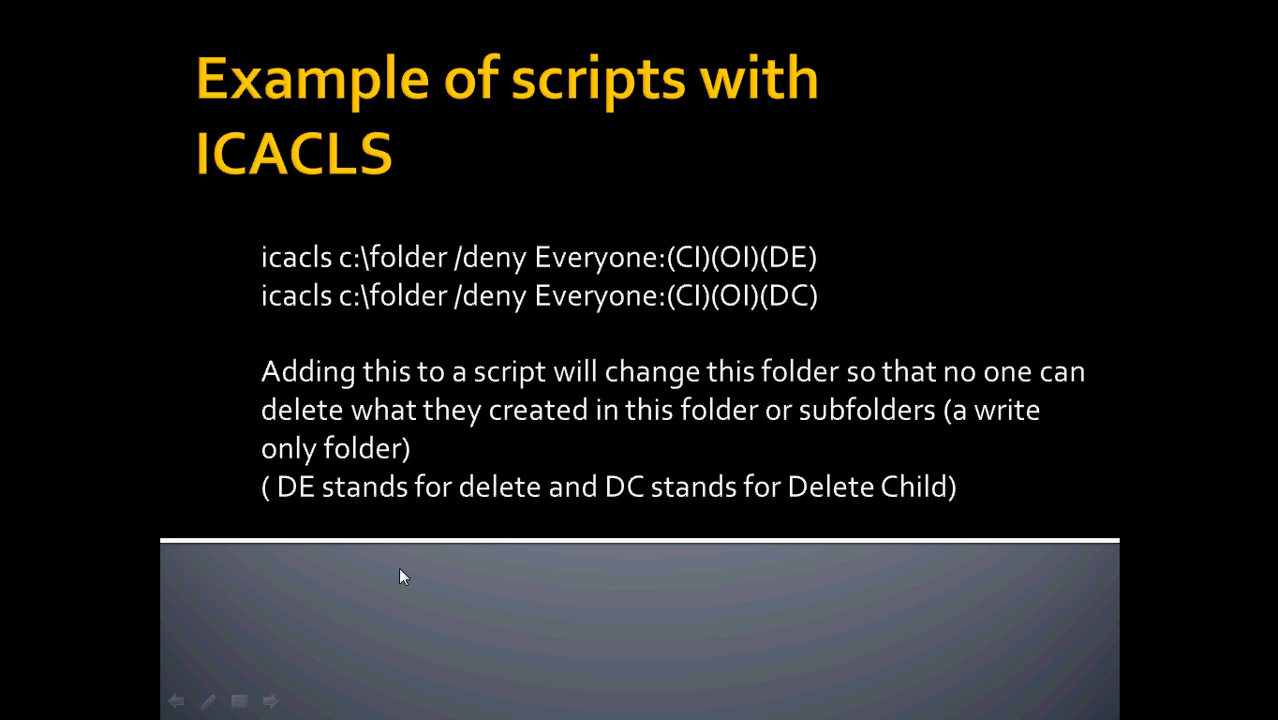 Example of scripts with
ICACLS
icacls c:\folder /deny Everyone:(CI)(OI)(DE)
icacls c:\folder /deny Everyone:(CI)(OI)(DC)
Adding this to a script will change this folder so that no one can
delete what they created in this folder or subfolders (a write
only folder)
( DE stands for delete and DC stands for Delete Child)